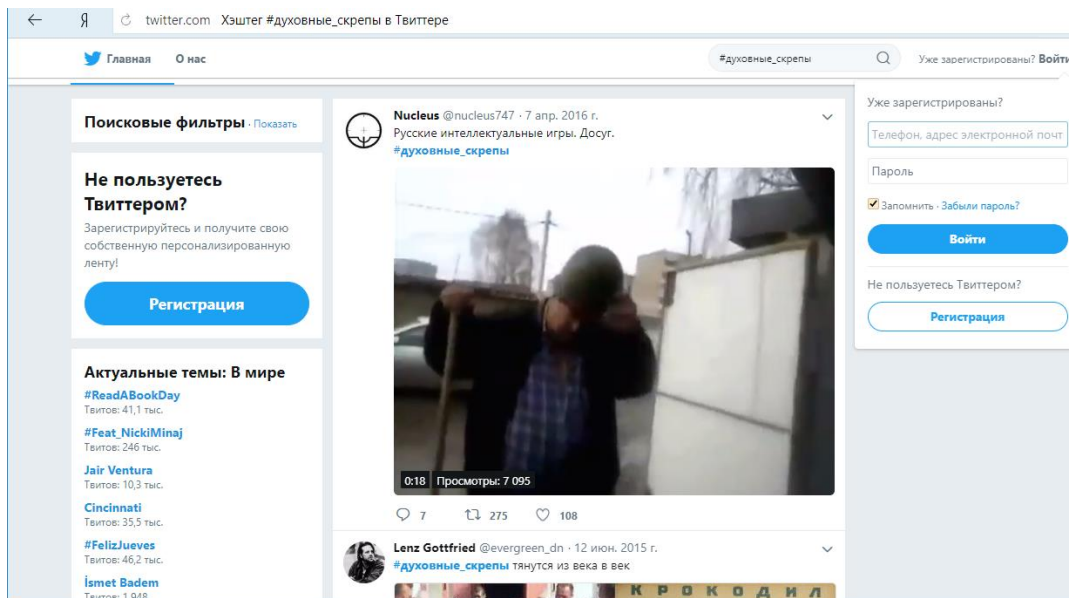 twitter.com Хэштег #духовные_скрепы в Твиттере
Главная О нас
#духовные_скрепы
Уже зарегистрированы? Войти
Поисковые фильтры · Показать
Не пользуетесь
Твиттером?
Зарегистрируйтесь и получите свою
собственную персонализированную
ленту!
Регистрация
Актуальные темы: В мире
#ReadABookDay
Твитов: 41,1 тыс.
#Feat_NickiMinaj
Твитов: 246 тыс.
Jair Ventura
Твитов: 10,3 тыс.
Cincinnati
Твитов: 35,5 тыс.
#FelizJueves
Твитов: 46,2 тыс.
İsmet Badem
Твитов: 1 948
Nucleus @nucleus747 · 7 апр. 2016 г.
Русские интеллектуальные игры. Досуг.
#духовные_скрепы
0:18 Просмотры: 7 095
7 275 108
Lenz Gottfried @evergreen_dn · 12 июн. 2015 г.
#духовные_скрепы тянутся из века в век
КРОКОДИЛ
Уже зарегистрированы?
Телефон, адрес электронной почт
Пароль
Запомнить · Забыли пароль?
Войти
Не пользуетесь Твиттером?
Регистрация